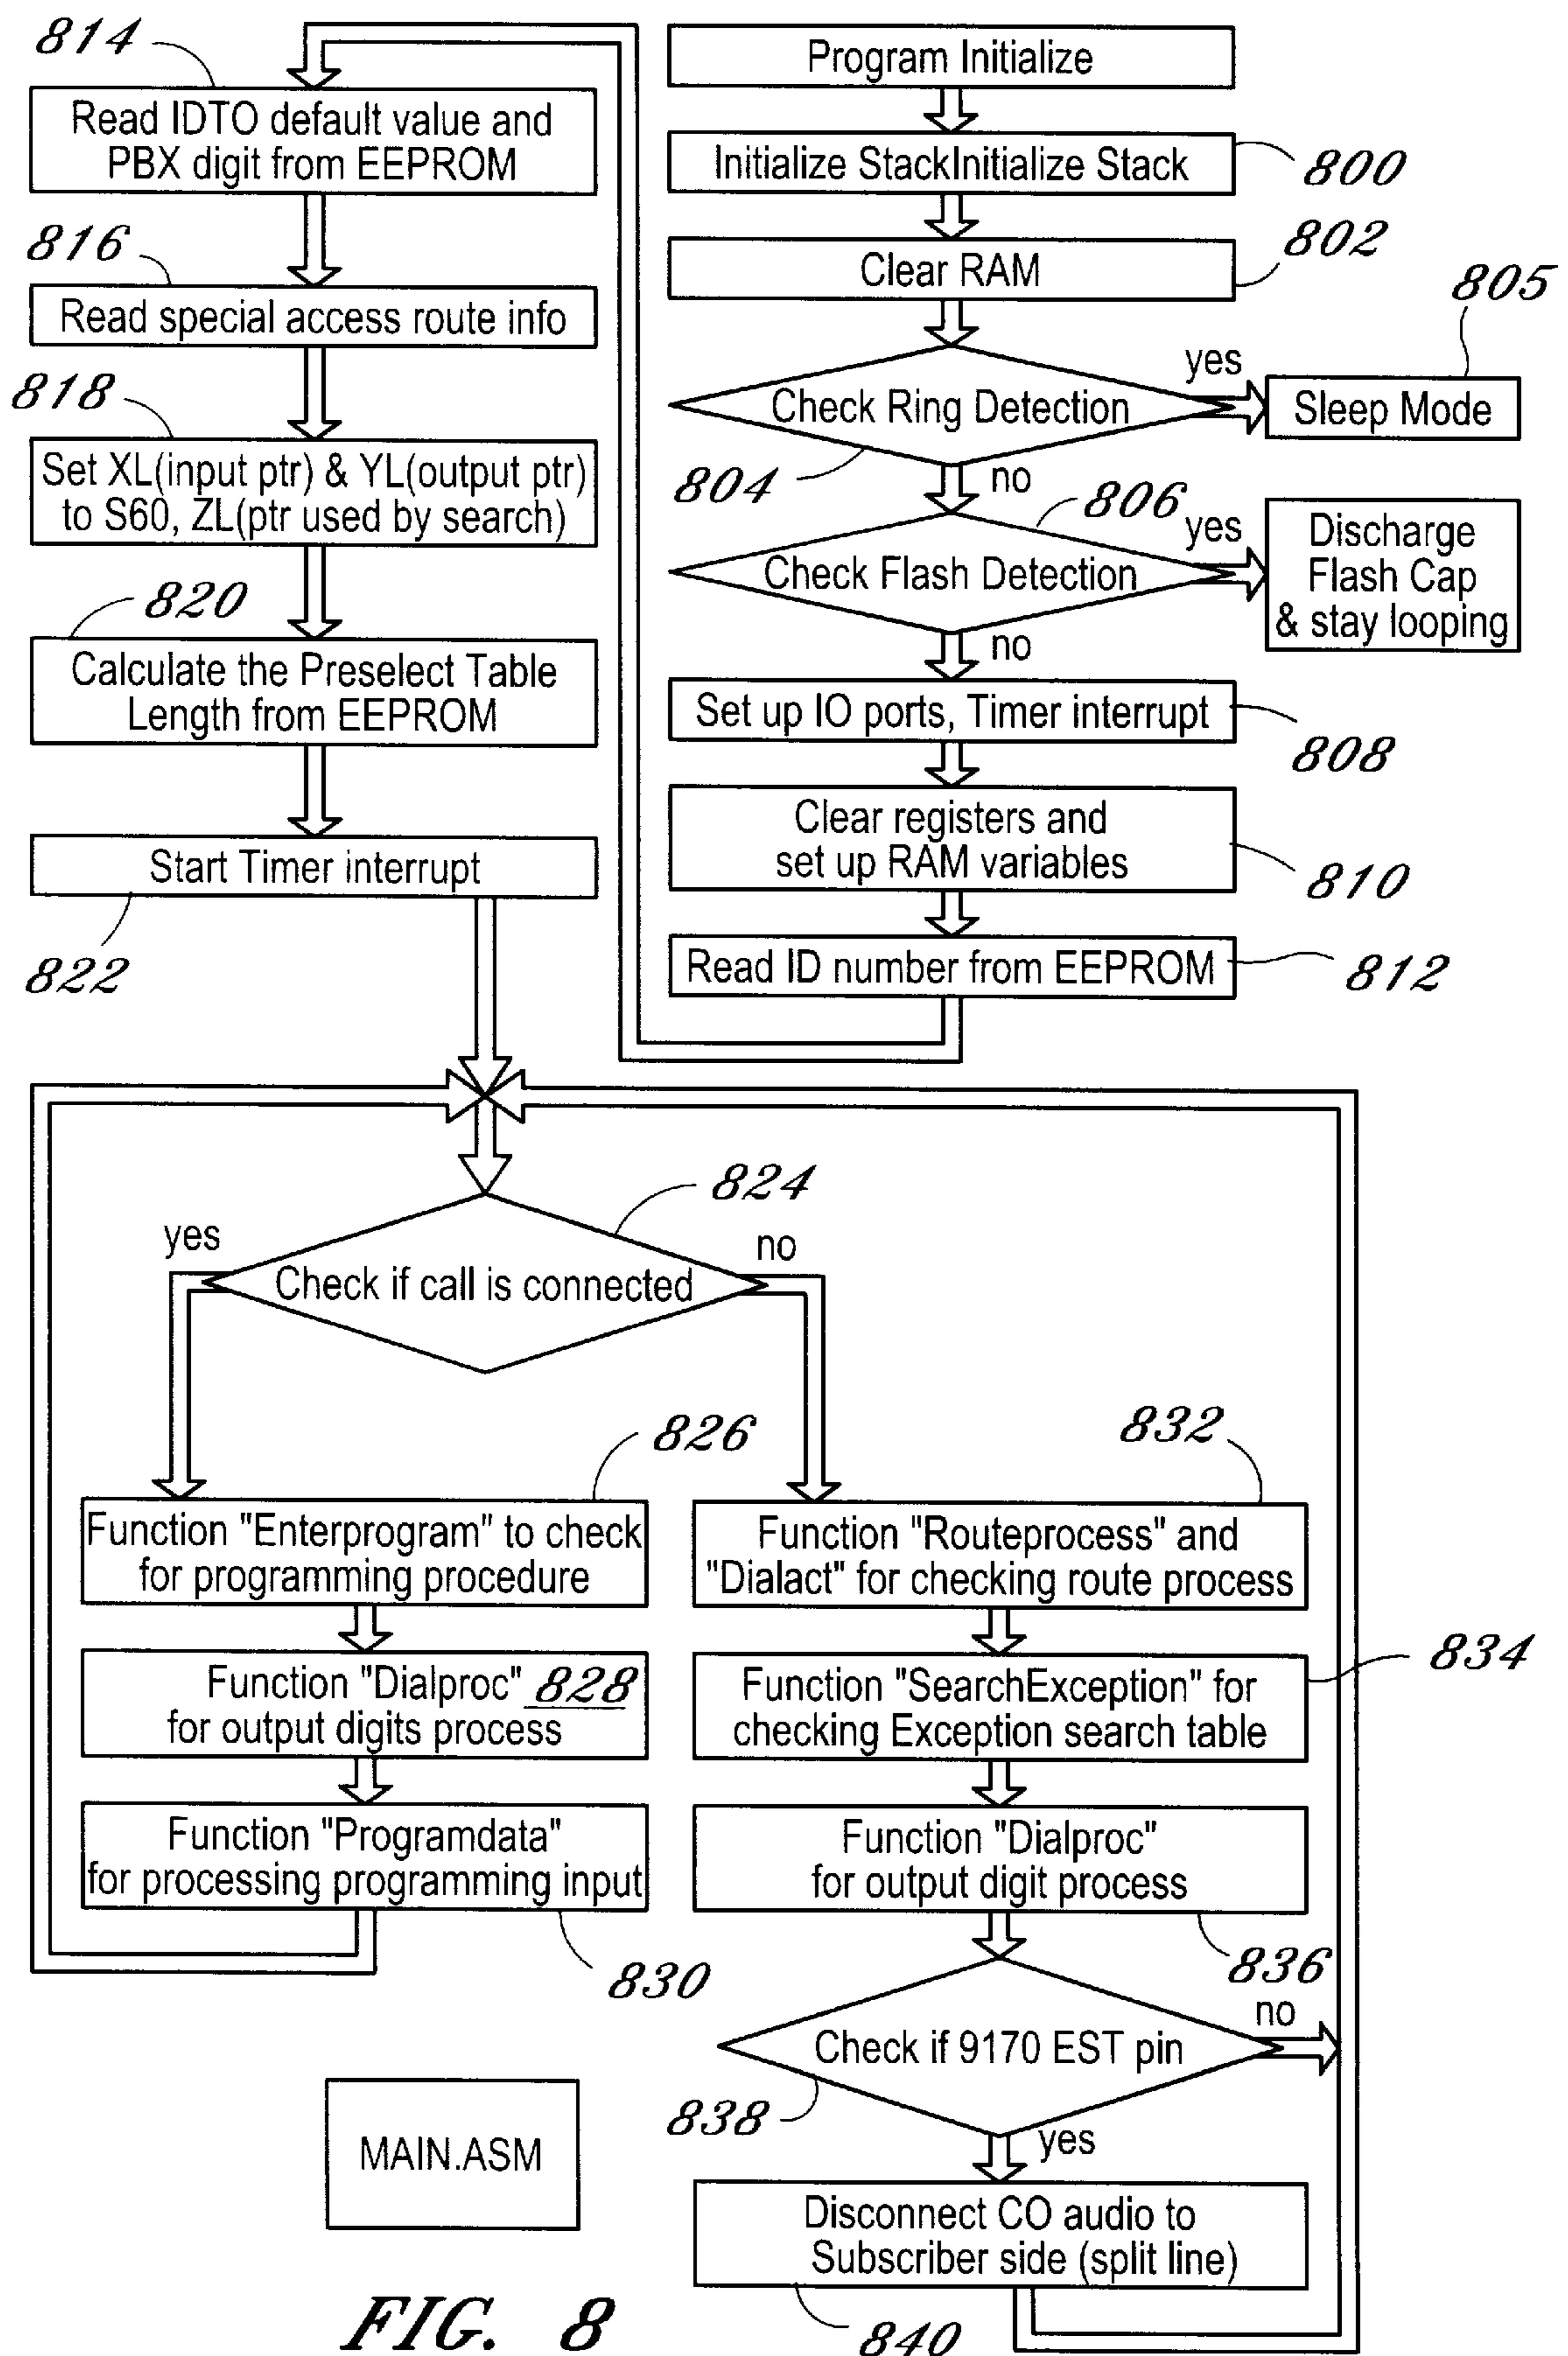 Program Initialize
Initialize StackInitialize Stack
800
Clear RAM
802
Check Ring Detection
804
yes
805
Sleep Mode
no
806
Check Flash Detection
yes
Discharge
Flash Cap
& stay looping
no
Set up IO ports, Timer interrupt
808
Clear registers and
set up RAM variables
810
Read ID number from EEPROM
812
814
Read IDTO default value and
PBX digit from EEPROM
816
Read special access route info
818
Set XL(input ptr) & YL(output ptr)
to S60, ZL(ptr used by search)
820
Calculate the Preselect Table
Length from EEPROM
Start Timer interrupt
822
824
Check if call is connected
yes
no
826
Function "Enterprogram" to check
for programming procedure
Function "Dialproc" 828
for output digits process
Function "Programdata"
for processing programming input
830
832
Function "Routeprocess" and
"Dialact" for checking route process
834
Function "SearchException" for
checking Exception search table
Function "Dialproc"
for output digit process
836
Check if 9170 EST pin
838
no
yes
Disconnect CO audio to
Subscriber side (split line)
840
MAIN.ASM
FIG. 8